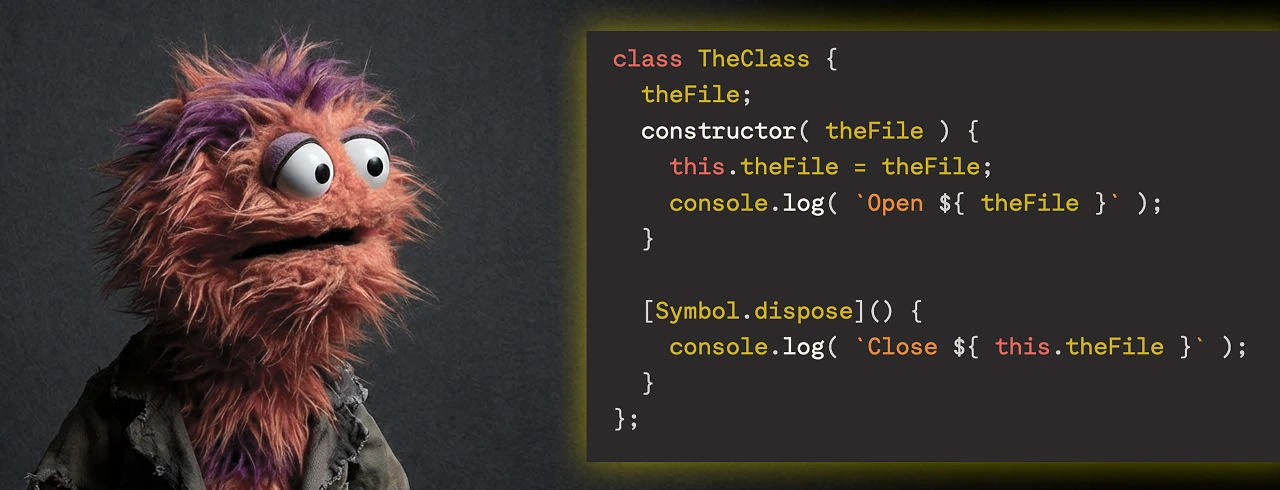 class TheClass {
  theFile;
  constructor( theFile ) {
    this.theFile = theFile;
    console.log( `Open ${ theFile }` );
  }

  [Symbol.dispose]() {
    console.log( `Close ${ this.theFile }` );
  }
};